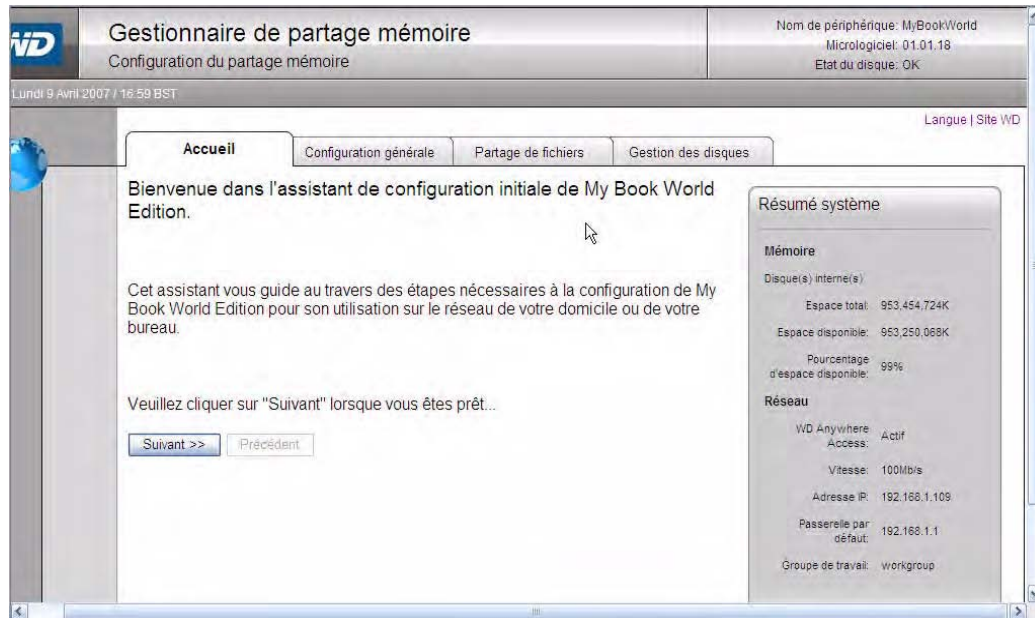 WD
Gestionnaire de partage mémoire
Configuration du partage mémoire
Nom de périphérique: MyBookWorld
Micrologiciel: 01.01.18
Etat du disque: OK
Lundi 9 Avril 2007 / 16:59 BST
Langue | Site WD
Accueil
Configuration générale
Partage de fichiers
Gestion des disques
Bienvenue dans l'assistant de configuration initiale de My Book World
Edition.
Cet assistant vous guide au travers des étapes nécessaires à la configuration de My
Book World Edition pour son utilisation sur le réseau de votre domicile ou de votre
bureau.
Veuillez cliquer sur "Suivant" lorsque vous êtes prêt...
Suivant >>
Précédent
Résumé système
Mémoire
Disque(s) interne(s)
Espace total: 953,454,724K
Espace disponible: 953,250,068K
Pourcentage
d'espace disponible: 99%
Réseau
WD Anywhere
Access: Actif
Vitesse: 100Mb/s
Adresse IP: 192.168.1.109
Passerelle par
défaut: 192.168.1.1
Groupe de travail: workgroup